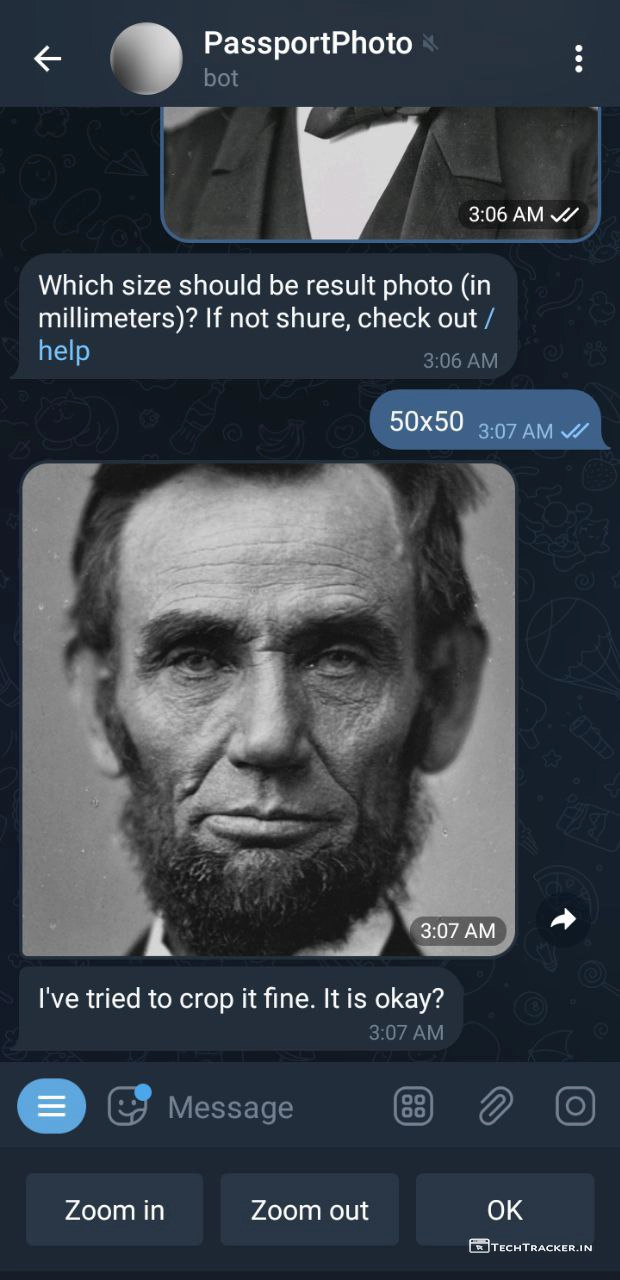 PassportPhoto
bot
3:06 AM
Which size should be result photo (in
millimeters)? If not shure, check out /
help
3:06 AM
50x50 3:07 AM
3:07 AM
I've tried to crop it fine. It is okay?
3:07 AM
Message
Zoom in Zoom out OK
TECHTRACKER.IN